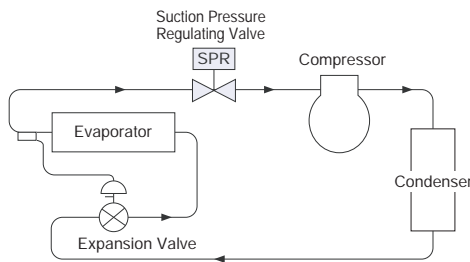 Suction Pressure
Regulating Valve
SPR
Compressor
Evaporator
Condenser
Expansion Valve